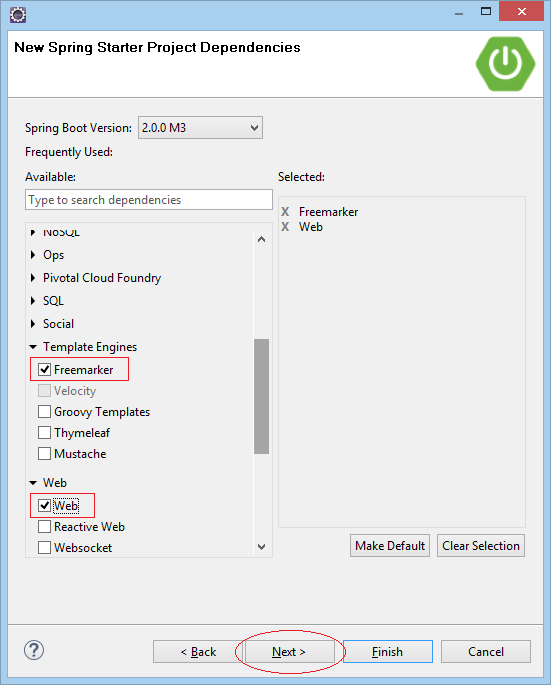 New Spring Starter Project Dependencies
Spring Boot Version: 2.0.0 M3
Frequently Used:
Available:
Type to search dependencies
NoSQL
Ops
Pivotal Cloud Foundry
SQL
Social
Template Engines
Freemarker
Velocity
Groovy Templates
Thymeleaf
Mustache
Web
Web
Reactive Web
Websocket
Selected:
X Freemarker
X Web
Make Default Clear Selection
? < Back Next > Finish Cancel